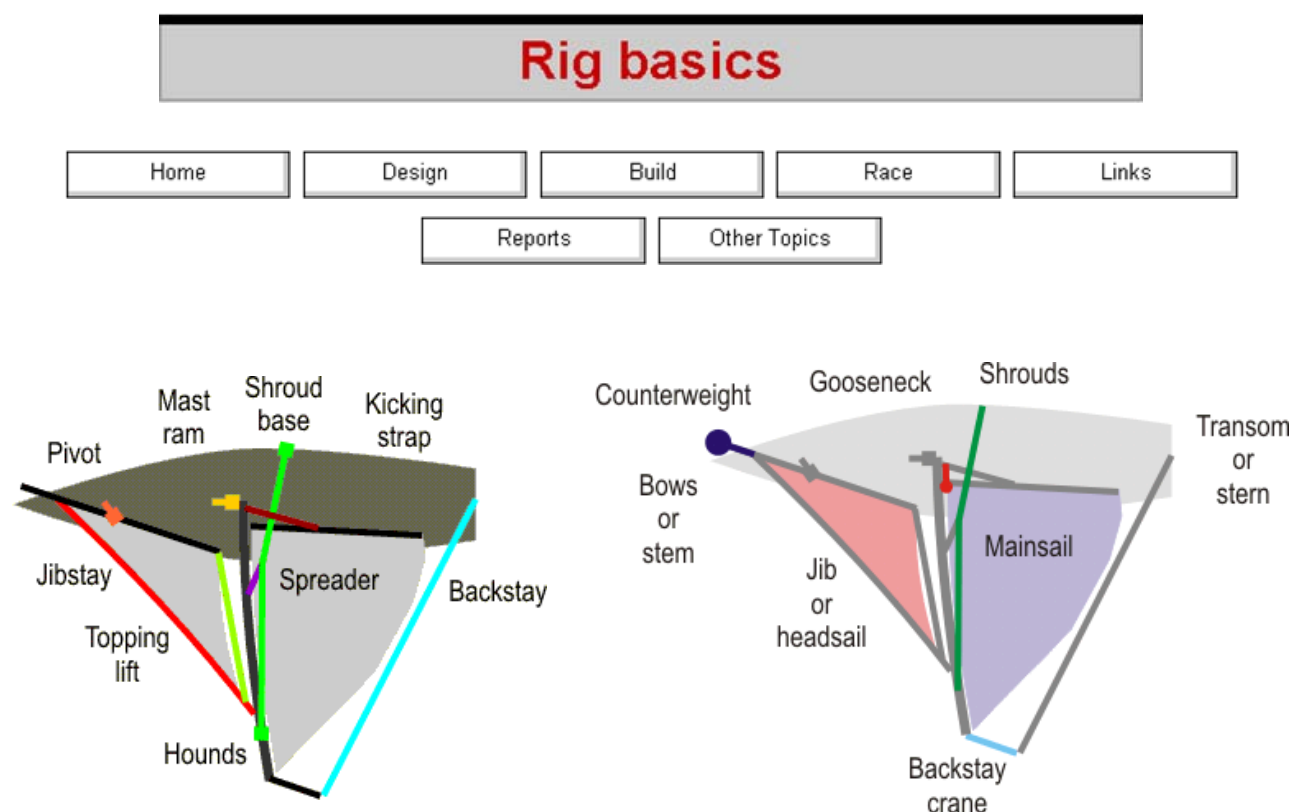 Rig basics
Home
Design
Build
Race
Links
Reports
Other Topics
Pivot
Mast
ram
Shroud
base
Kicking
strap
Jibstay
Spreader
Backstay
Topping
lift
Hounds
Counterweight
Gooseneck
Shrouds
Transom
or
stern
Bows
or
stem
Mainsail
Jib
or
headsail
Backstay
crane